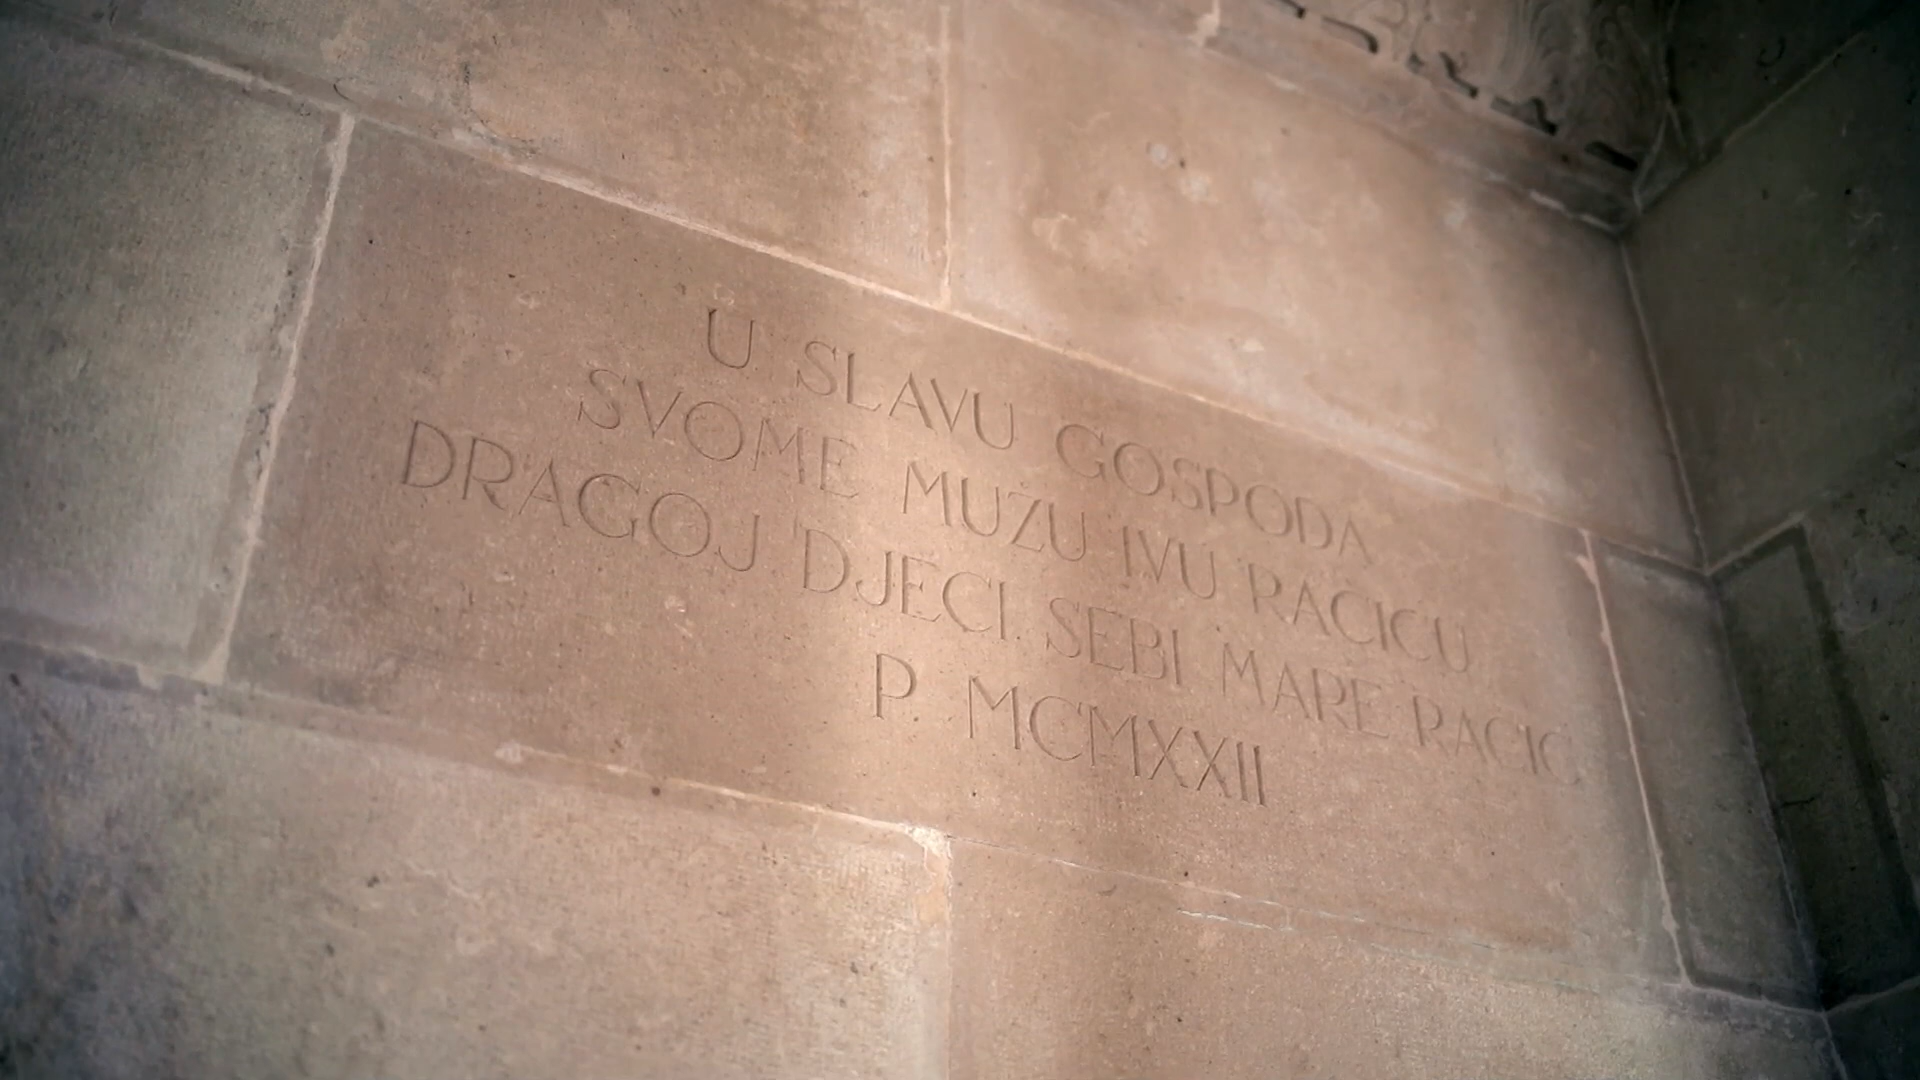 U SLAVU GOSPODA
SVOME MUŽU IVU RAČIĆU
DRAGOJ DJECI SEBI MARE RAČIĆ
P MCMXXII